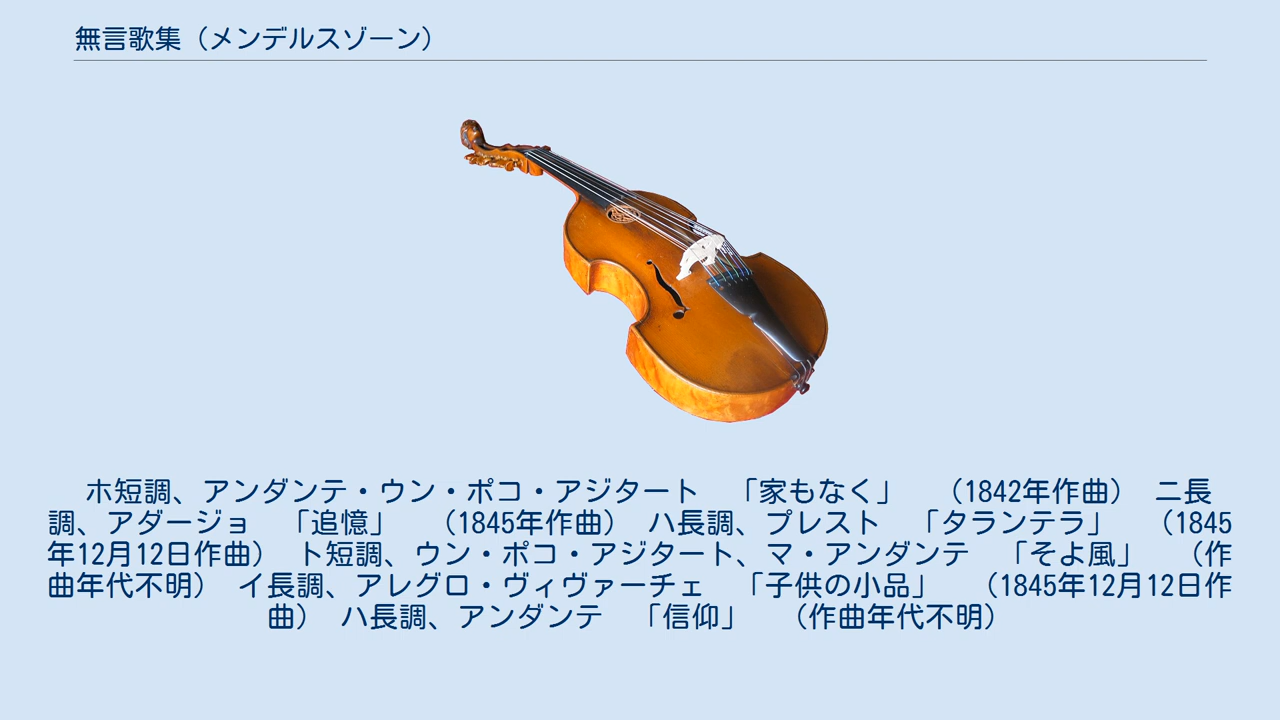 無言歌集（メンデルスゾーン）
ホ短調、アンダンテ・ウン・ポコ・アジタート　「家もなく」　（1842年作曲）　ニ長
調、アダージョ　「追憶」　（1845年作曲）　ハ長調、プレスト　「タランテラ」　（1845
年12月12日作曲）　ト短調、ウン・ポコ・アジタート、マ・アンダンテ　「そよ風」　（作
曲年代不明）　イ長調、アレグロ・ヴィヴァーチェ　「子供の小品」　（1845年12月12日作
曲）　ハ長調、アンダンテ　「信仰」　（作曲年代不明）